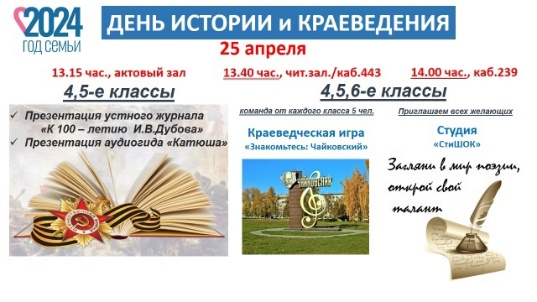 2024
ГОД СЕМЬИ
ДЕНЬ ИСТОРИИ и КРАЕВЕДЕНИЯ
25 апреля
13.15 час., актовый зал
4,5-е классы
✓ Презентация устного журнала
«К 100 – летию И.В.Дубова»
✓ Презентация аудиогида «Катюша»
13.40 час., чит.зал./каб.443
14.00 час., каб.239
4,5,6-е классы
команда от каждого класса 5 чел.
Краеведческая игра
«Знакомьтесь: Чайковский»
ЧАЙКОВСКИЙ
Приглашаем всех желающих
Студия
«СтиШОК»
Загляни в мир поэзии,
открой свой
талант